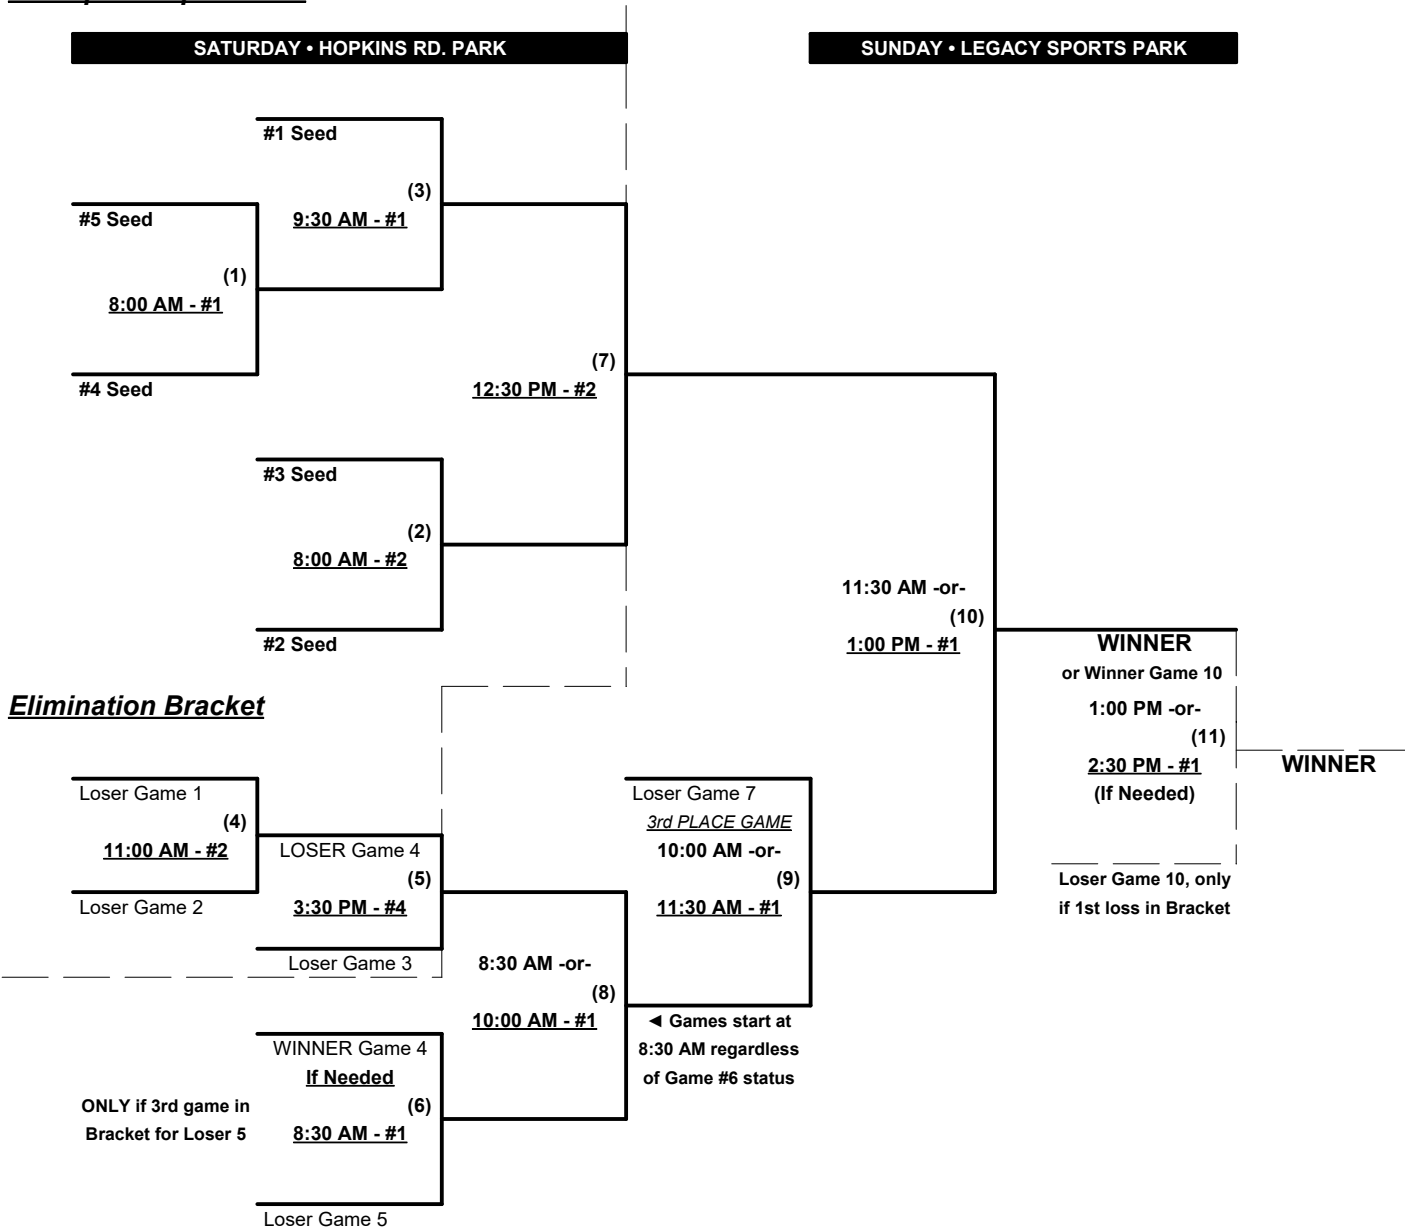 SATURDAY • HOPKINS RD. PARK
SUNDAY • LEGACY SPORTS PARK
#1 Seed
(3)
9:30 AM - #1
#5 Seed
(1)
8:00 AM - #1
#4 Seed
(7)
12:30 PM - #2
#3 Seed
(2)
8:00 AM - #2
#2 Seed
11:30 AM -or-
(10)
1:00 PM - #1
WINNER
or Winner Game 10
1:00 PM -or-
(11)
2:30 PM - #1
(If Needed)
WINNER
Loser Game 10, only
if 1st loss in Bracket
Elimination Bracket
Loser Game 1
(4)
11:00 AM - #2
Loser Game 2
LOSER Game 4
(5)
3:30 PM - #4
Loser Game 3
Loser Game 7
3rd PLACE GAME
10:00 AM -or-
(9)
11:30 AM - #1
8:30 AM -or-
(8)
10:00 AM - #1
◄ Games start at
8:30 AM regardless
of Game #6 status
WINNER Game 4
If Needed
(6)
8:30 AM - #1
ONLY if 3rd game in
Bracket for Loser 5
Loser Game 5